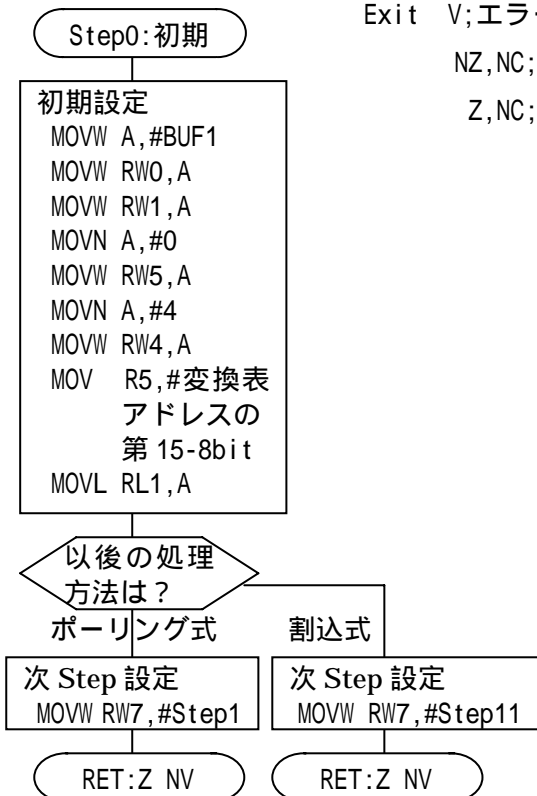 Exit V;エラ
NZ,NC;
Z,NC;
Step0:初期
初期設定
MOVW A,#BUF1
MOVW RW0,A
MOVW RW1,A
MOVN A,#0
MOVW RW5,A
MOVN A,#4
MOVW RW4,A
MOV R5,#変換表
アドレスの
第15-8bit
MOVL RL1,A
以後の処理
方法は？
ポーリング式
割込式
次Step設定
MOVW RW7,#Step1
次Step設定
MOVW RW7,#Step11
RET:Z NV
RET:Z NV